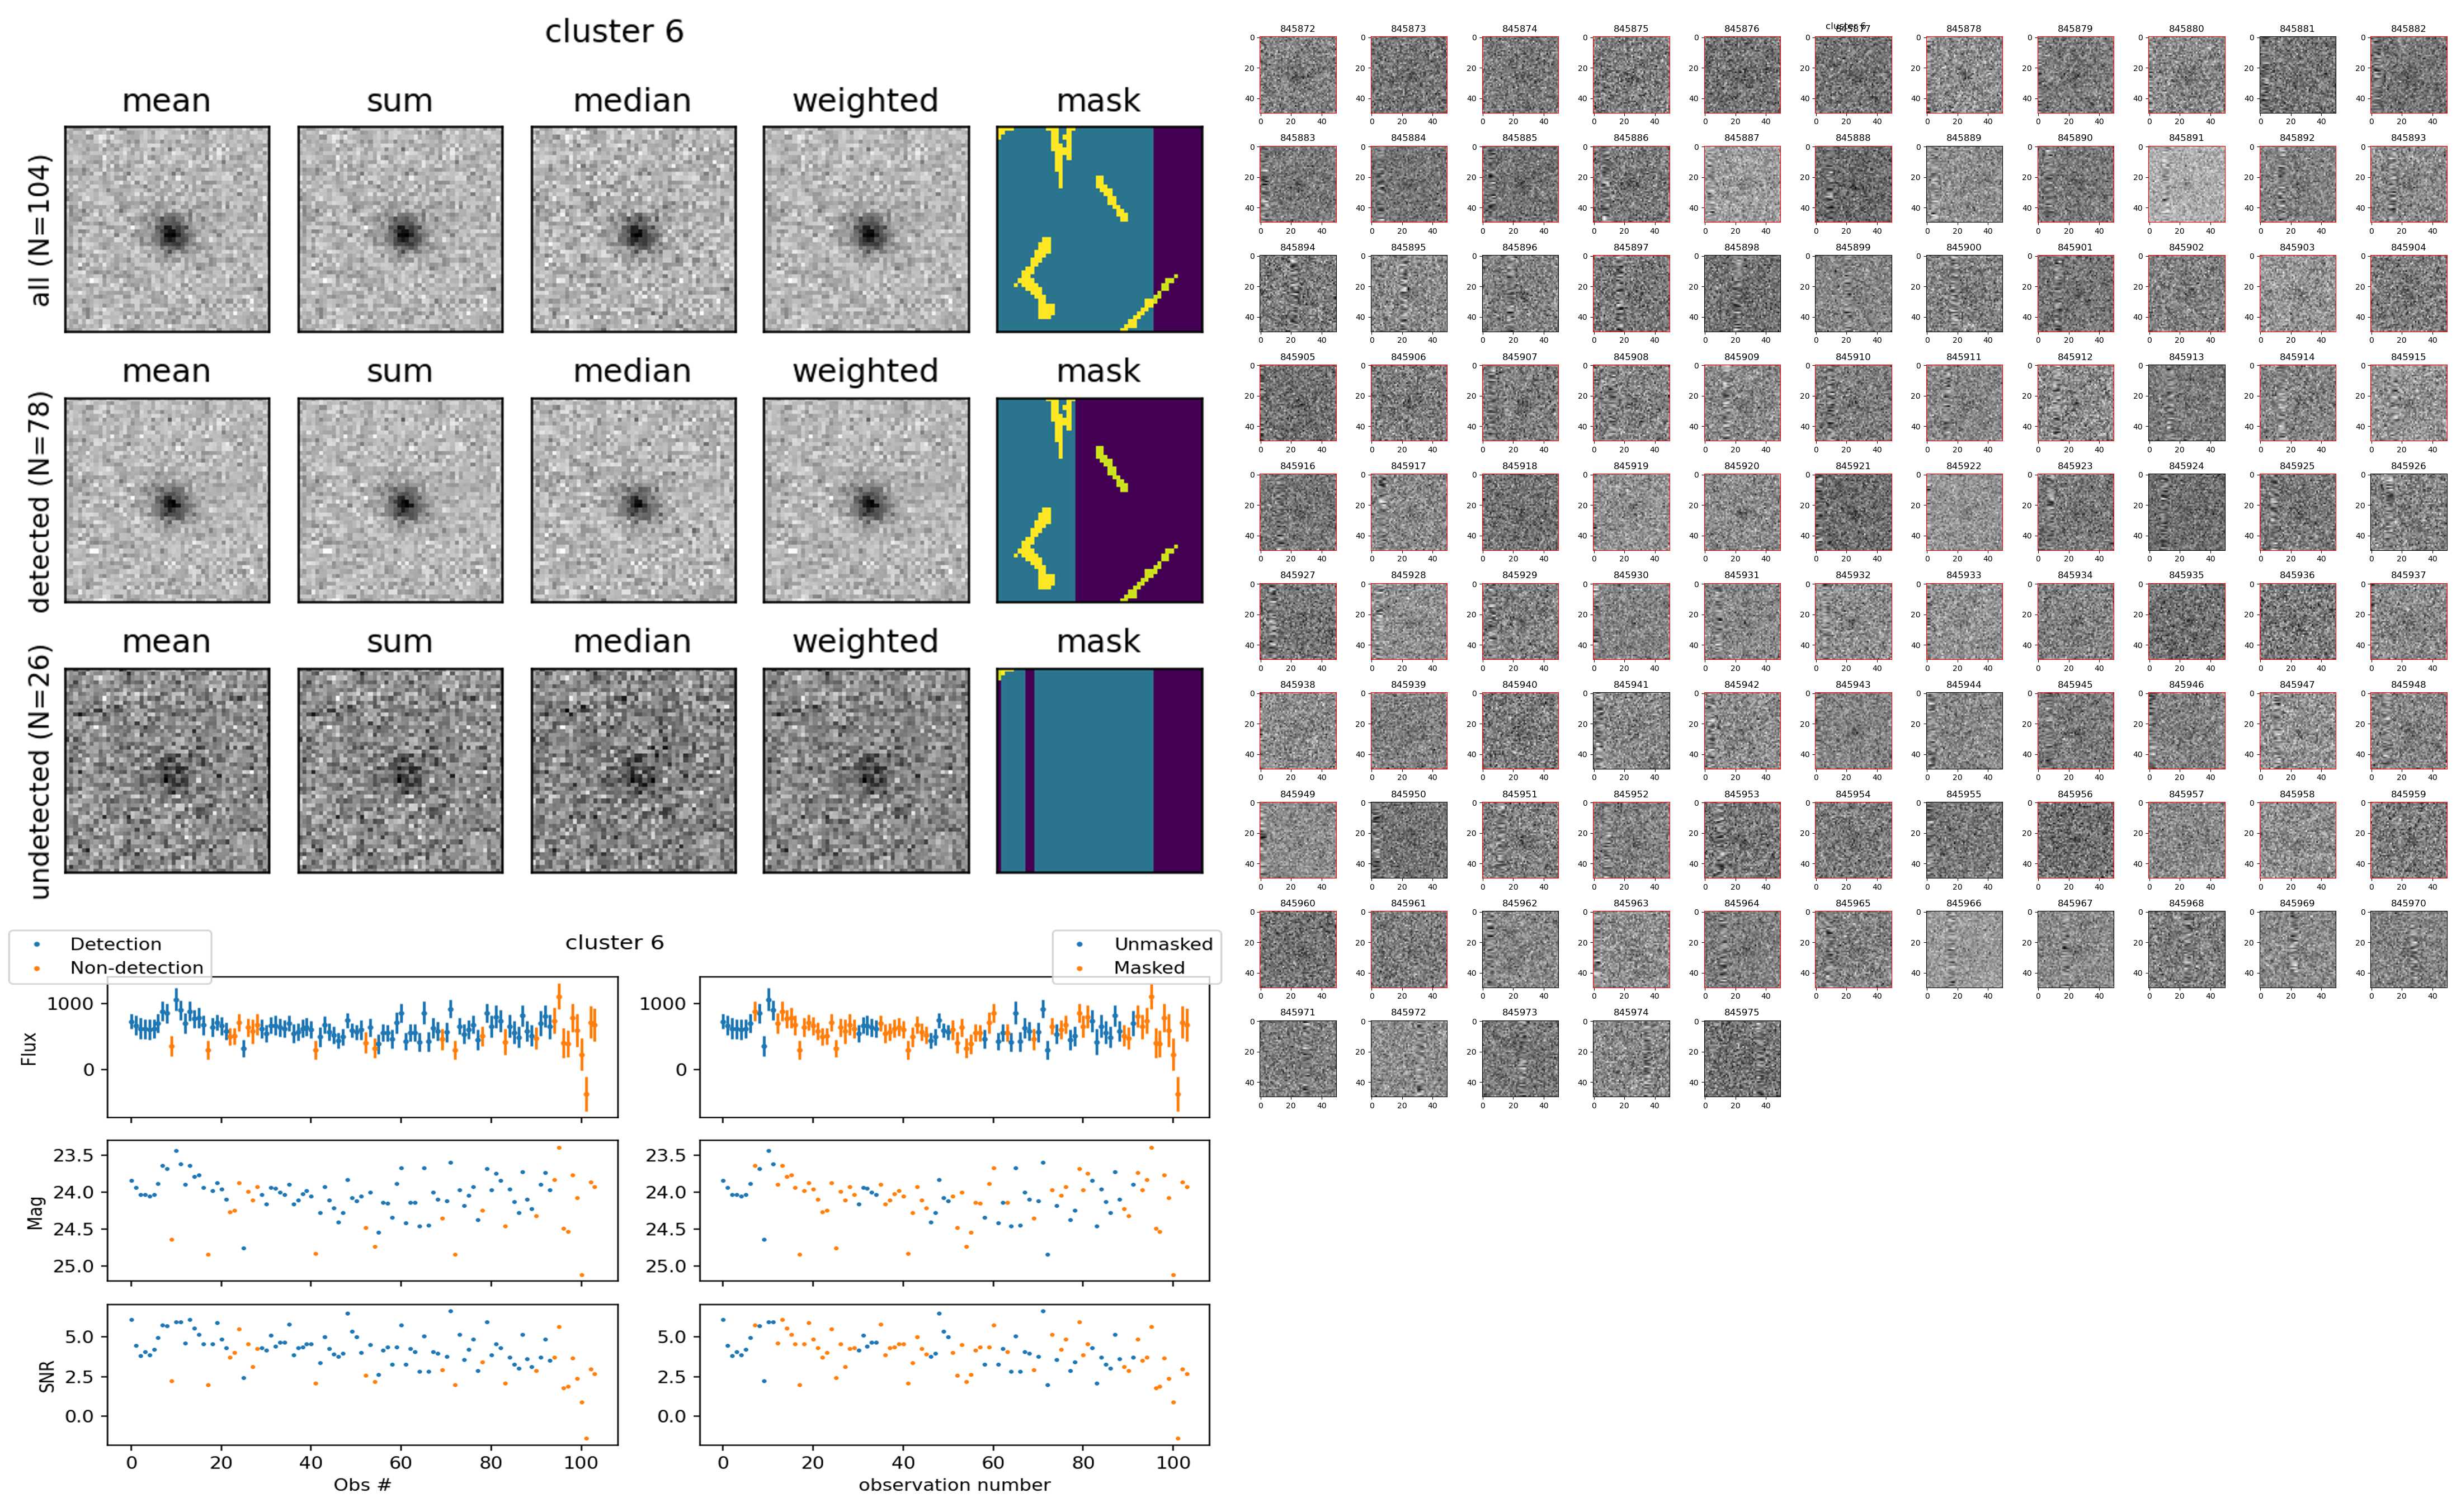 cluster 6
mean sum median weighted mask
all (N=104)
mean sum median weighted mask
detected (N=78)
mean sum median weighted mask
undetected (N=26)
cluster 6
Detection
Non-detection
Unmasked
Masked
Flux
1000
0
1000
0
Mag
23.5
24.0
24.5
25.0
23.5
24.0
24.5
25.0
SNR
5.0
2.5
0.0
5.0
2.5
0.0
0 20 40 60 80 100
Obs #
0 20 40 60 80 100
observation number
cluster 6
845872 845873 845874 845875 845876 845877 845878 845879 845880 845881 845882
845883 845884 845885 845886 845887 845888 845889 845890 845891 845892 845893
845894 845895 845896 845897 845898 845899 845900 845901 845902 845903 845904
845905 845906 845907 845908 845909 845910 845911 845912 845913 845914 845915
845916 845917 845918 845919 845920 845921 845922 845923 845924 845925 845926
845927 845928 845929 845930 845931 845932 845933 845934 845935 845936 845937
845938 845939 845940 845941 845942 845943 845944 845945 845946 845947 845948
845949 845950 845951 845952 845953 845954 845955 845956 845957 845958 845959
845960 845961 845962 845963 845964 845965 845966 845967 845968 845969 845970
845971 845972 845973 845974 845975
0 20 40